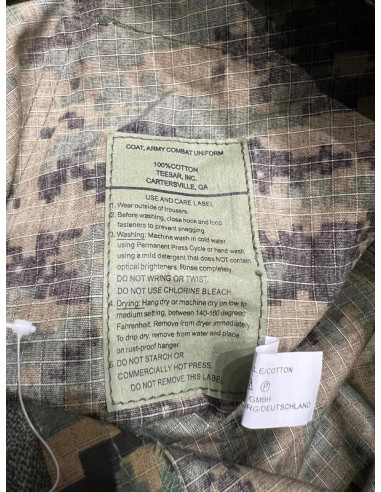 COAT, ARMY COMBAT UNIFORM
100%COTTON
TEESAR, INC.
CARTERSVILLE, GA
USE AND CARE LABEL
1. Wear outside of trousers.
2. Before washing, close hook and loop
fasteners to prevent snagging.
3. Washing: Machine wash in cold water
using Permanent Press Cycle or hand wash
using a mild detergent that does NOT contain
optical brighteners. Rinse completely.
DO NOT WRING OR TWIST.
DO NOT USE CHLORINE BLEACH.
4. Drying: Hang dry or machine dry on low to
medium setting, between 140-160 degrees
Fahrenheit. Remove from dryer immediately.
To drip dry, remove from water and place
on rust-proof hanger.
5. DO NOT STARCH OR
COMMERCIALLY HOT PRESS.
DO NOT REMOVE THIS LABEL
E/COTTON
P
GMBH
RG/DEUTSCHLAND